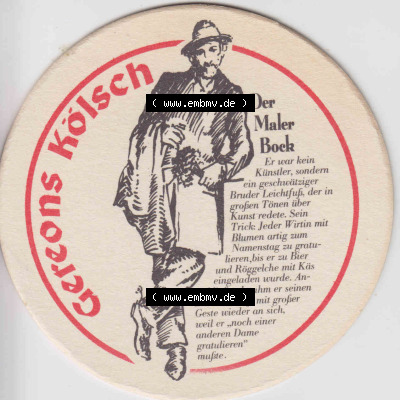 Gereons Kölsch
( www.embmv.de )
Der
Maler
Bock
Er war kein
Künstler, sondern
ein geschwätziger
Bruder Leichtfuß, der in
großen Tönen über
Kunst redete. Sein
Trick: Jeder Wirtin mit
Blumen artig zum
Namenstag zu gratu-
lieren, bis er zu Bier
und Röggelche mit Käs
eingeladen wurde. An-
ahm er seinen
( www.embmv.de )
mit großer
Geste wieder an sich,
weil er „noch einer
anderen Dame
gratulieren"
mußte.